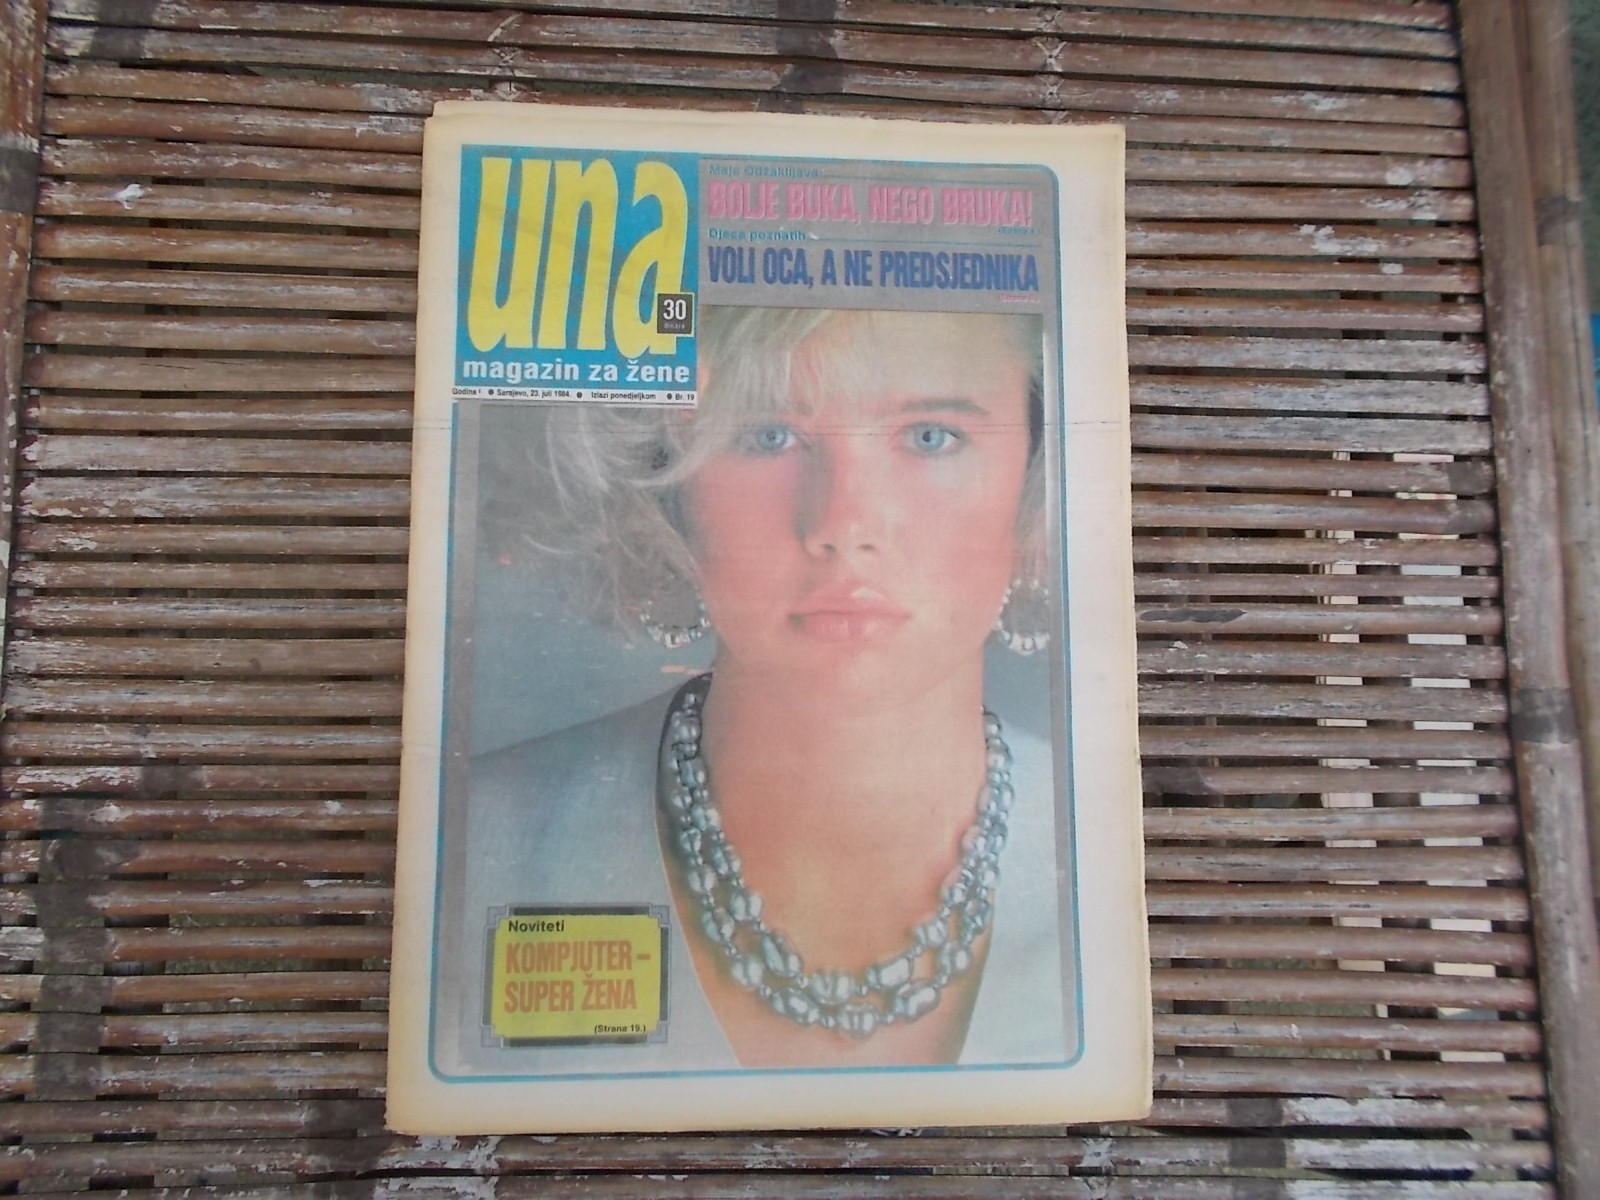 una
30
dinara
magazin za žene
Godina I ● Sarajevo, 23. juli 1984. ● Izlazi ponedjeljkom ● Br. 19
Maja Odžaklijevska
BOLJE BUKA, NEGO BRUKA!
Djeca poznatih
VOLI OCA, A NE PREDSJEDNIKA
Noviteti
KOMPJUTER –
SUPER ŽENA
(Strana 19.)